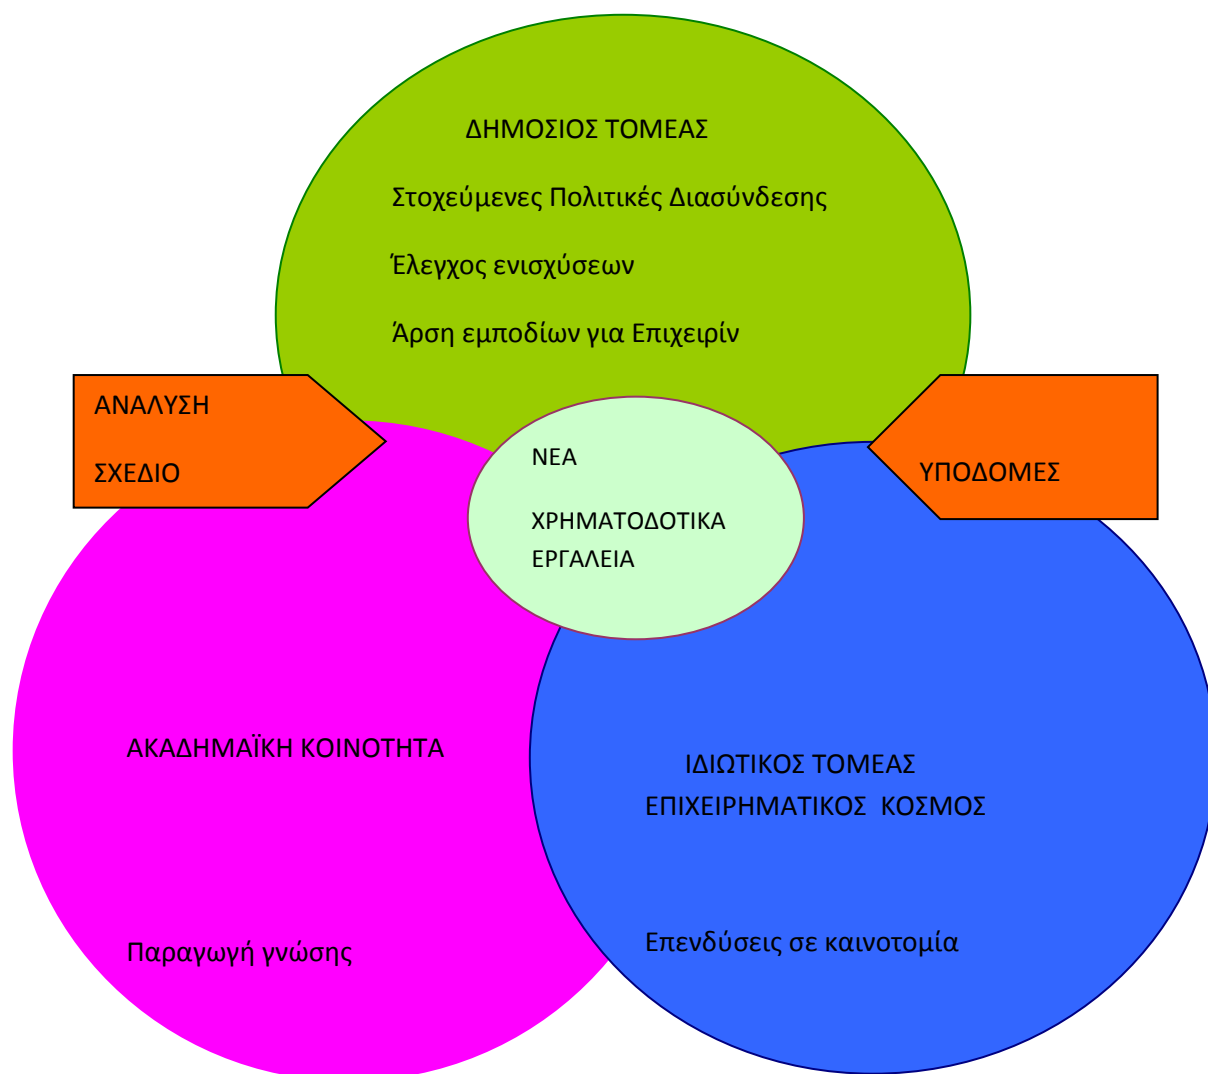 ΔΗΜΟΣΙΟΣ ΤΟΜΕΑΣ
Στοχεύμενες Πολιτικές Διασύνδεσης
Έλεγχος ενισχύσεων
Άρση εμποδίων για Επιχειρίν
ΑΝΑΛΥΣΗ
ΣΧΕΔΙΟ
ΝΕΑ
ΧΡΗΜΑΤΟΔΟΤΙΚΑ
ΕΡΓΑΛΕΙΑ
ΥΠΟΔΟΜΕΣ
ΑΚΑΔΗΜΑΪΚΗ ΚΟΙΝΟΤΗΤΑ
Παραγωγή γνώσης
ΙΔΙΩΤΙΚΟΣ ΤΟΜΕΑΣ
ΕΠΙΧΕΙΡΗΜΑΤΙΚΟΣ ΚΟΣΜΟΣ
Επενδύσεις σε καινοτομία